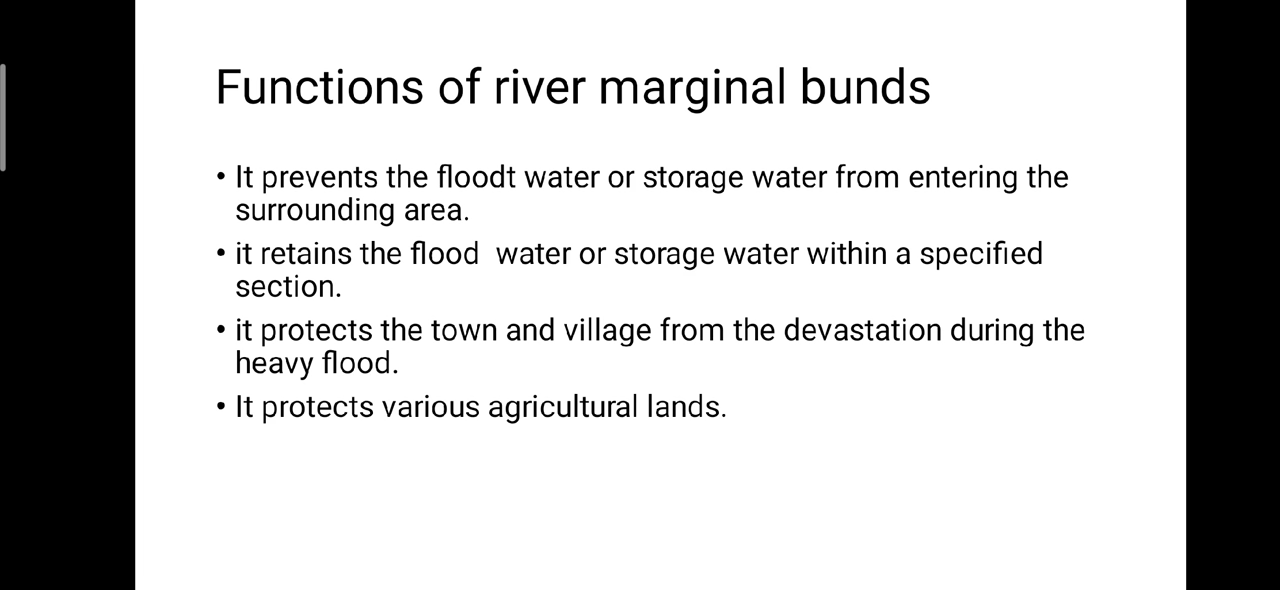 Functions of river marginal bunds
• It prevents the floodt water or storage water from entering the
surrounding area.
• it retains the flood  water or storage water within a specified
section.
• it protects the town and village from the devastation during the
heavy flood.
• It protects various agricultural lands.